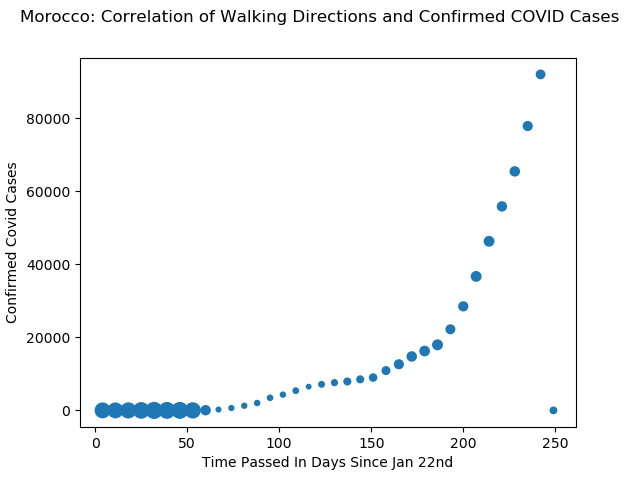 Morocco: Correlation of Walking Directions and Confirmed COVID Cases
80000
60000
40000
20000
0
Confirmed Covid Cases
0 50 100 150 200 250
Time Passed In Days Since Jan 22nd